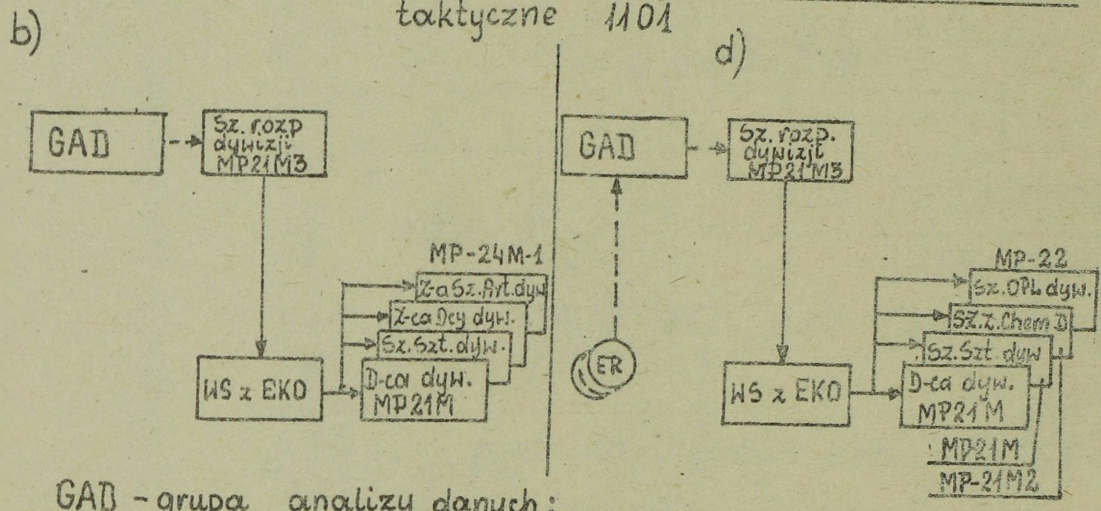 taktyczne 1101
b)
GAD
Sz. rozp
dywizji
MP21M3
MP-24M-1
Z-a Sz.Art.dyw
Z-ca Dcy dyw.
Sz.Szt.dyw.
D-ca dyw.
MP21M
WS z EKO
d)
GAD
Sz. rozp.
dywizji
MP21M3
ER
MP-22
Sz.OPL dyw.
Sz.Z.Chem D
Sz.Szt dyw
D-ca dyw.
MP21M
WS z EKO
MP21M
MP-21M2
GAD - grupa analizy danych: